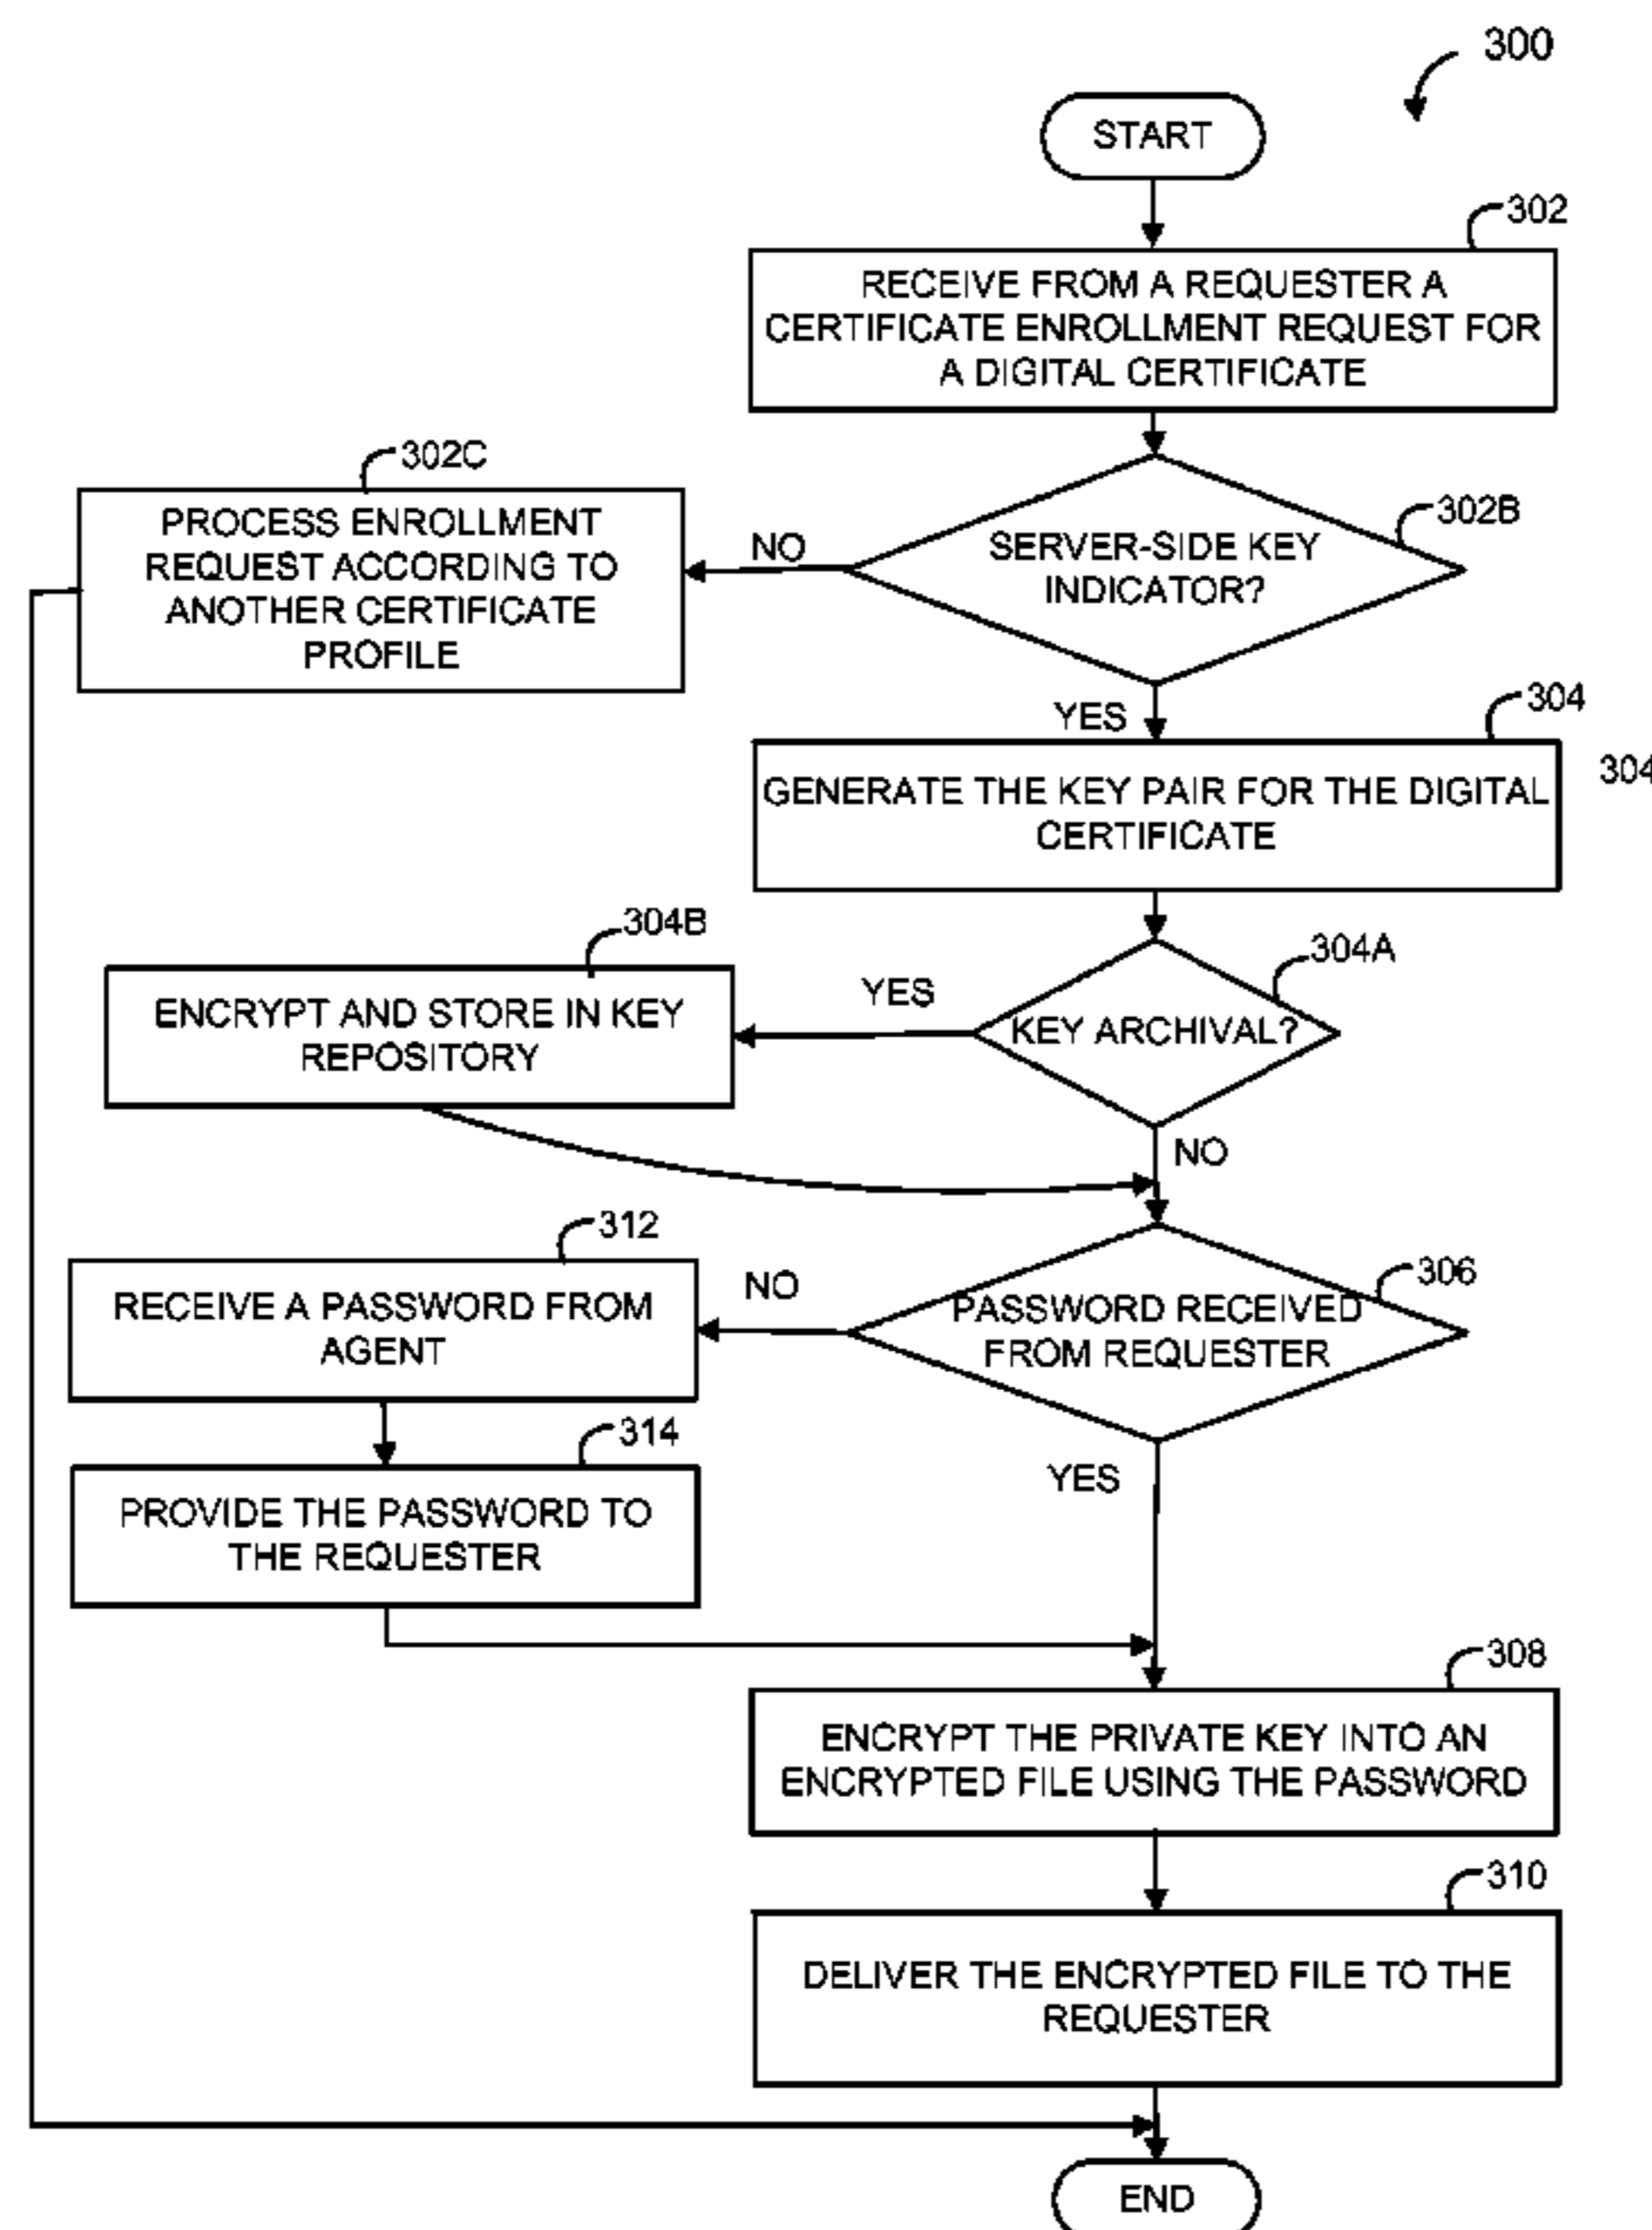 300
START
302
RECEIVE FROM A REQUESTER A
CERTIFICATE ENROLLMENT REQUEST FOR
A DIGITAL CERTIFICATE
302C
PROCESS ENROLLMENT
REQUEST ACCORDING TO
ANOTHER CERTIFICATE
PROFILE
NO
302B
SERVER-SIDE KEY
INDICATOR?
YES
304
304
GENERATE THE KEY PAIR FOR THE DIGITAL
CERTIFICATE
304B
ENCRYPT AND STORE IN KEY
REPOSITORY
YES
304A
KEY ARCHIVAL?
NO
312
RECEIVE A PASSWORD FROM
AGENT
NO
306
PASSWORD RECEIVED
FROM REQUESTER
314
PROVIDE THE PASSWORD TO
THE REQUESTER
YES
308
ENCRYPT THE PRIVATE KEY INTO AN
ENCRYPTED FILE USING THE PASSWORD
310
DELIVER THE ENCRYPTED FILE TO THE
REQUESTER
END